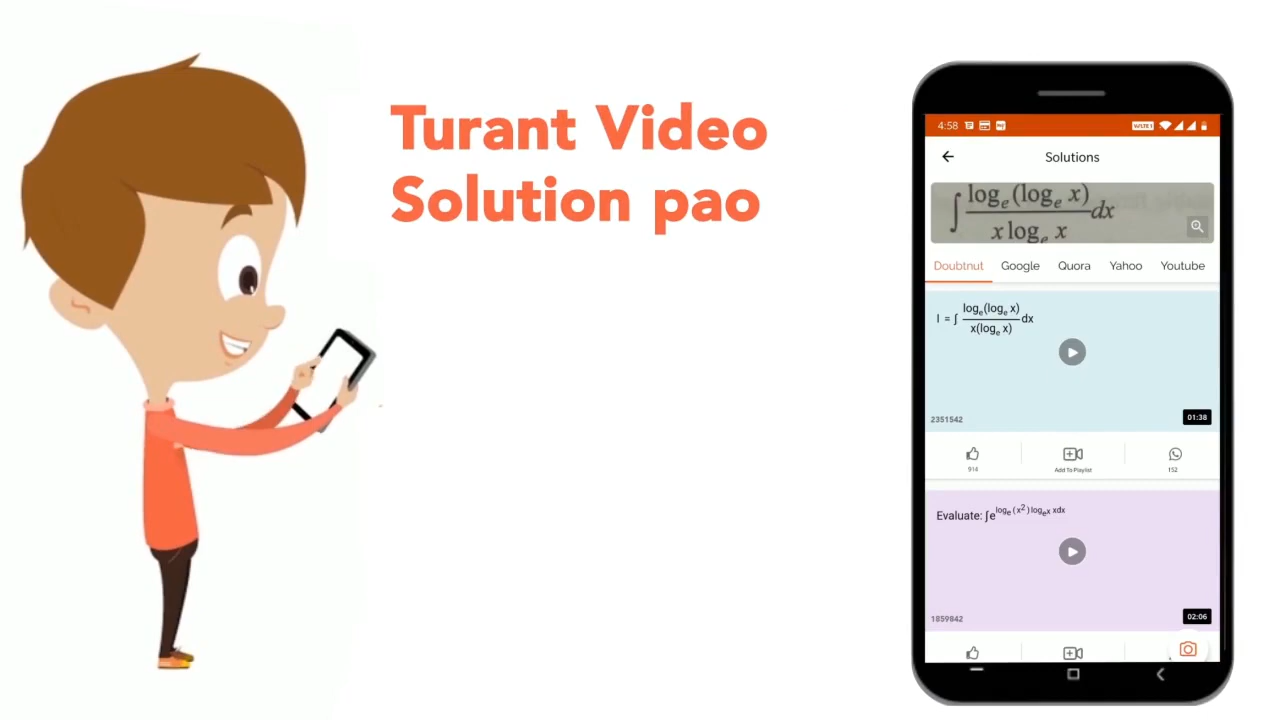 Turant Video
Solution pao
4:58
Solutions
∫ logₑ(logₑ x) / x logₑ x dx
Doubtnut Google Quora Yahoo Youtube
I = ∫ logₑ(logₑ x) / x(logₑ x) dx
2351542 01:38
914 Add To Playlist 152
Evaluate: ∫e^logₑ(x²)logₑx xdx
1859842 02:06